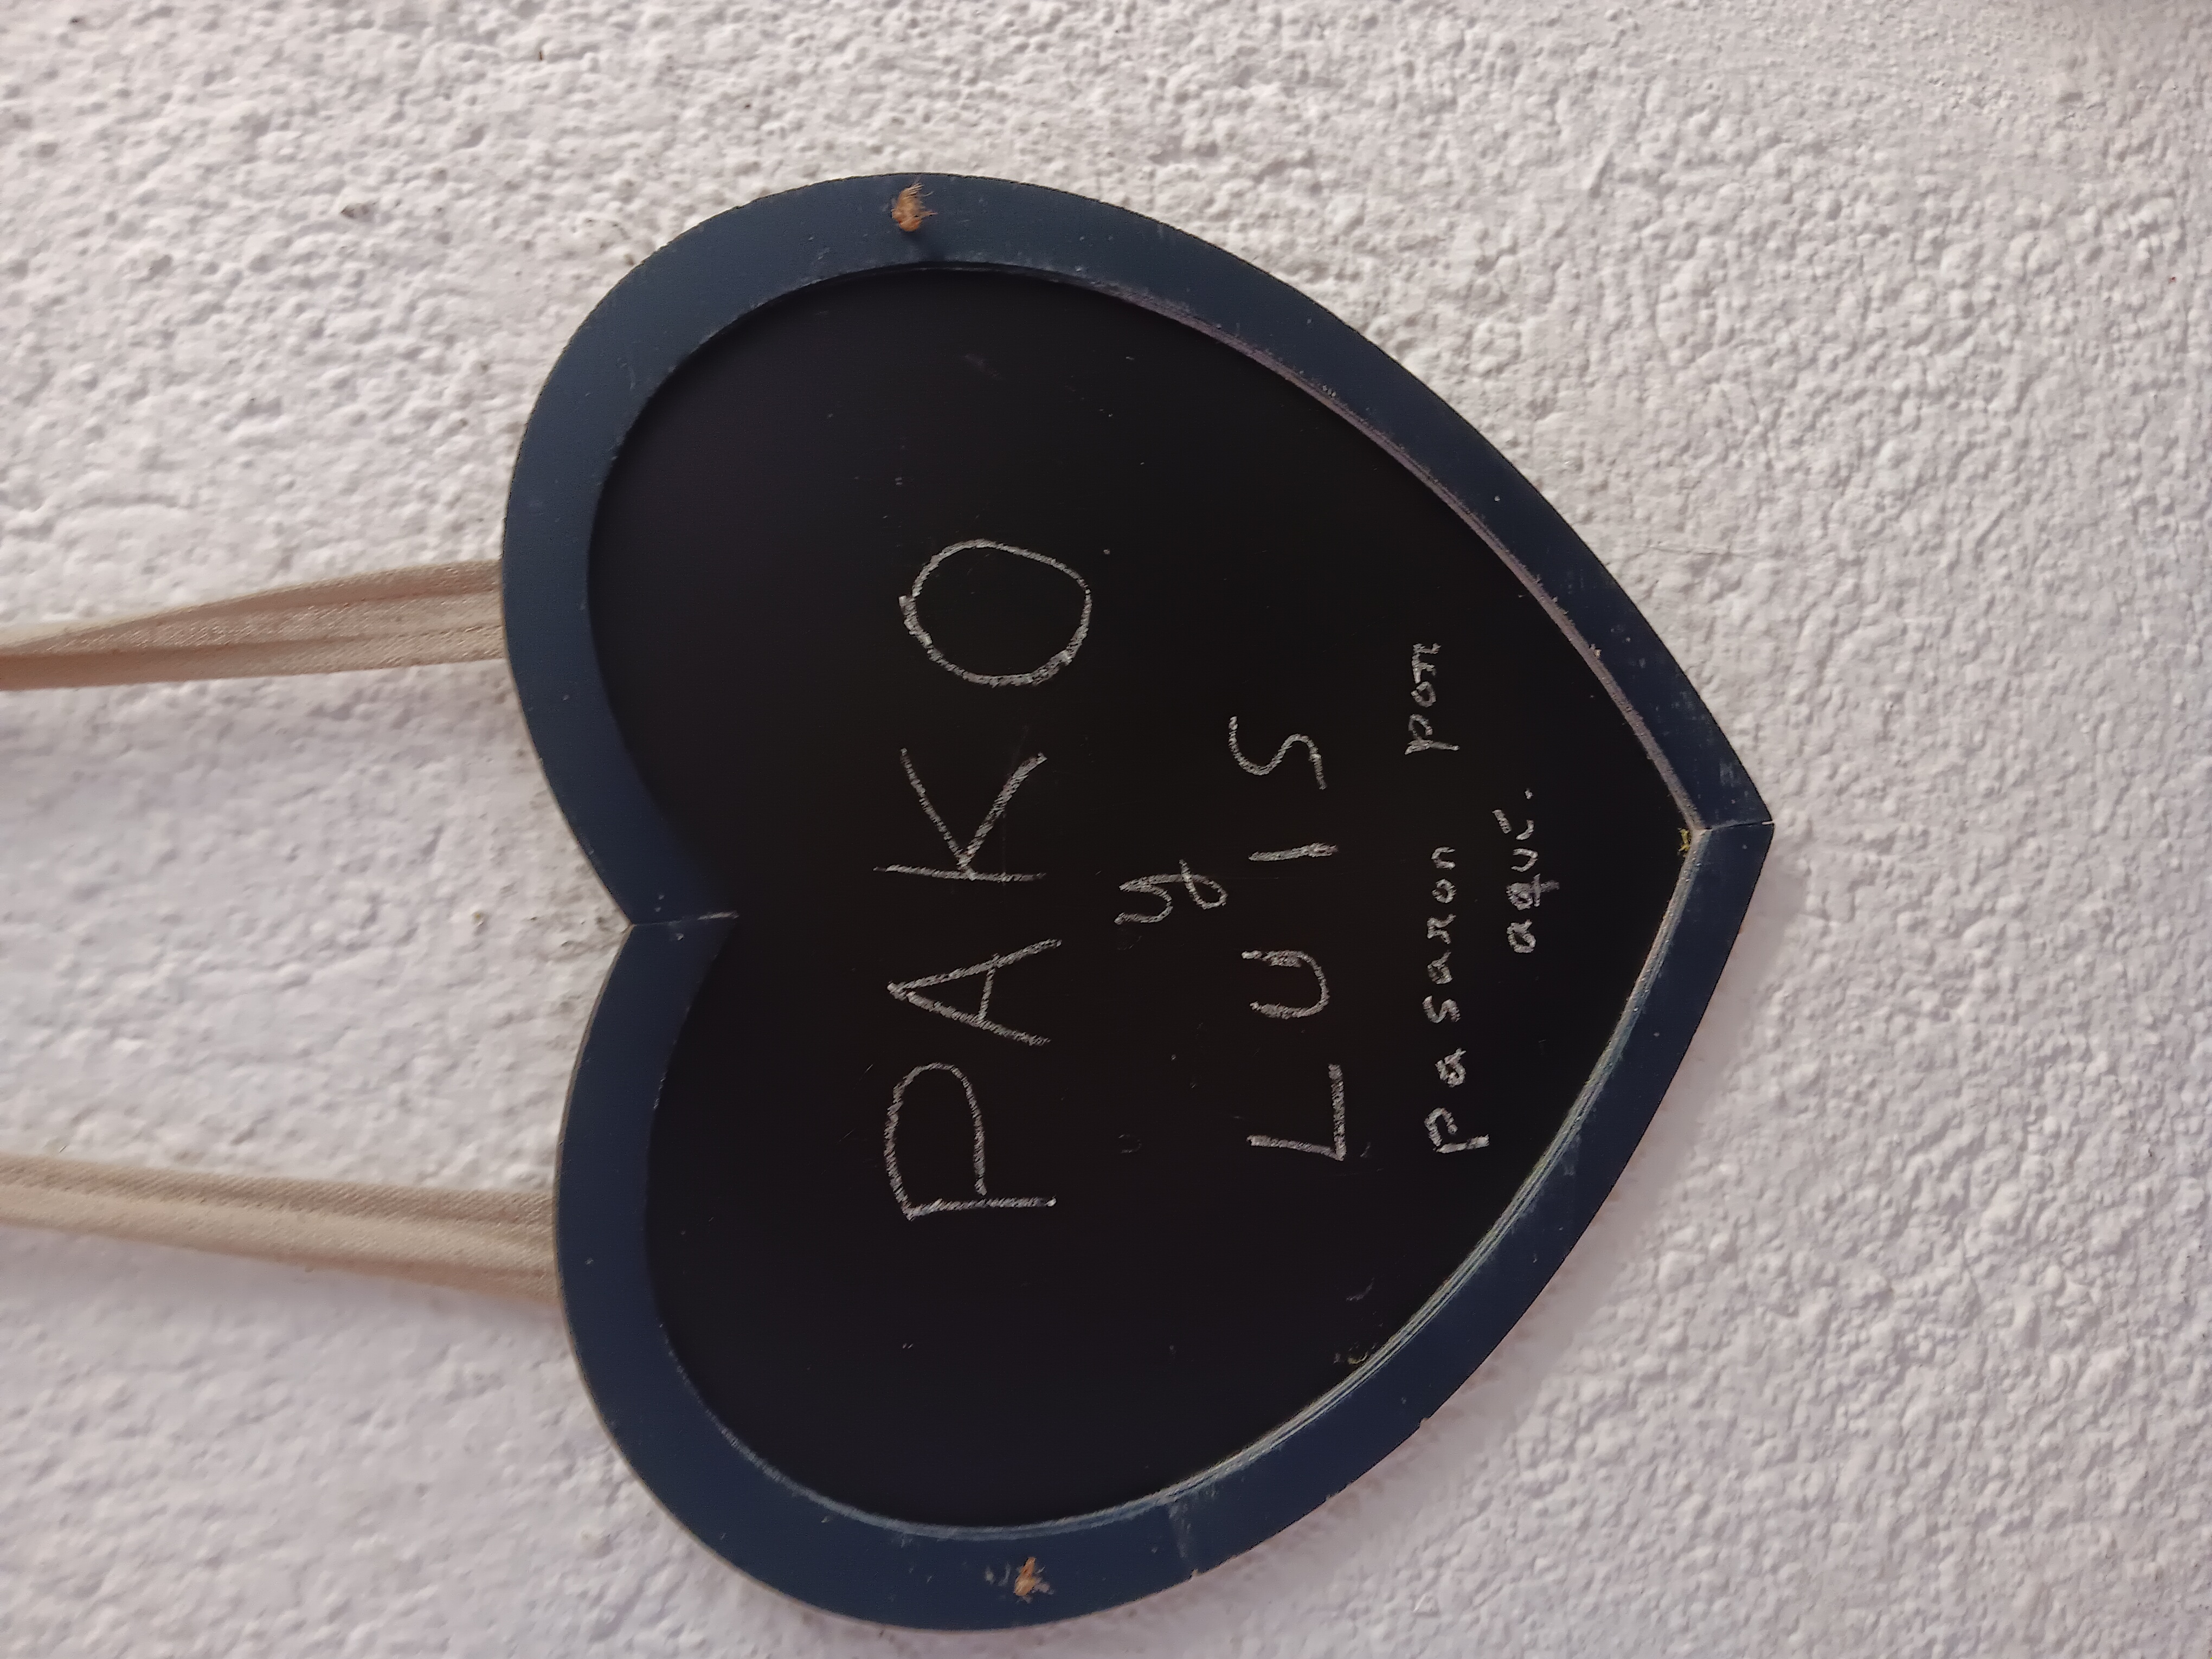 PAKO
y
LUIS
pasaron por
aquí.